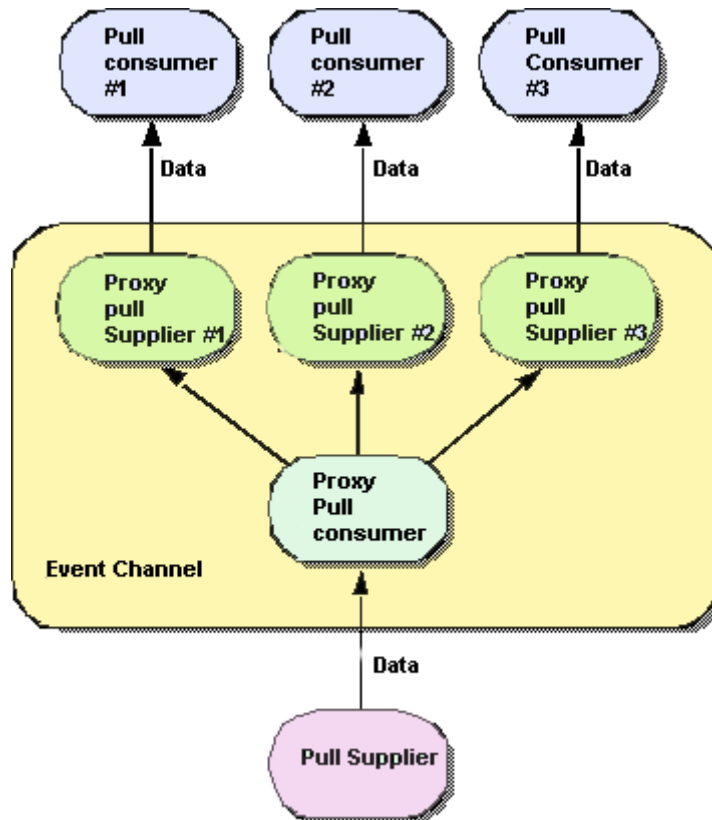 Pull
consumer
#1
Pull
consumer
#2
Pull
Consumer
#3
Data
Data
Data
Proxy
pull
Supplier #1
Proxy
pull
Supplier #2
Proxy
pull
Supplier #3
Proxy
Pull
consumer
Event Channel
Data
Pull Supplier